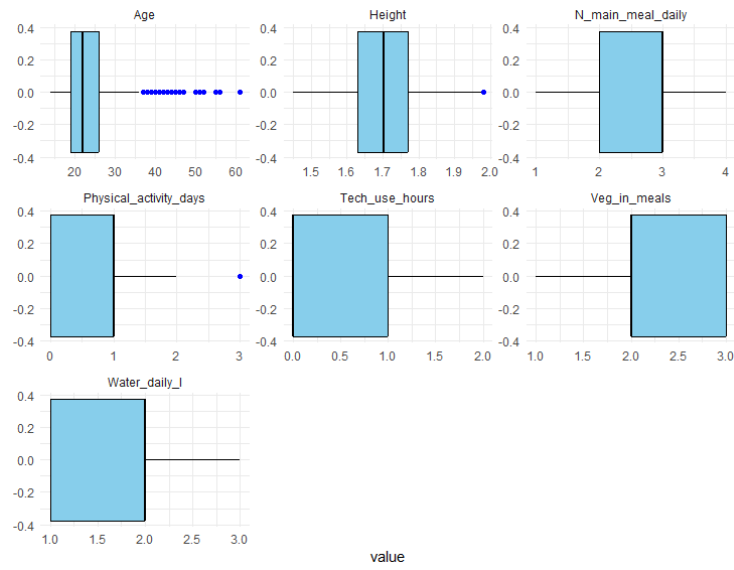 Age
Height
N_main_meal_daily
0.4
0.2
0.0
-0.2
-0.4
20 30 40 50 60
0.4
0.2
0.0
-0.2
-0.4
1.5 1.6 1.7 1.8 1.9 2.0
0.4
0.2
0.0
-0.2
-0.4
1 2 3 4
Physical_activity_days
Tech_use_hours
Veg_in_meals
0.4
0.2
0.0
-0.2
-0.4
0 1 2 3
0.4
0.2
0.0
-0.2
-0.4
0.0 0.5 1.0 1.5 2.0
0.4
0.2
0.0
-0.2
-0.4
1.0 1.5 2.0 2.5 3.0
Water_daily_l
0.4
0.2
0.0
-0.2
-0.4
1.0 1.5 2.0 2.5 3.0
value